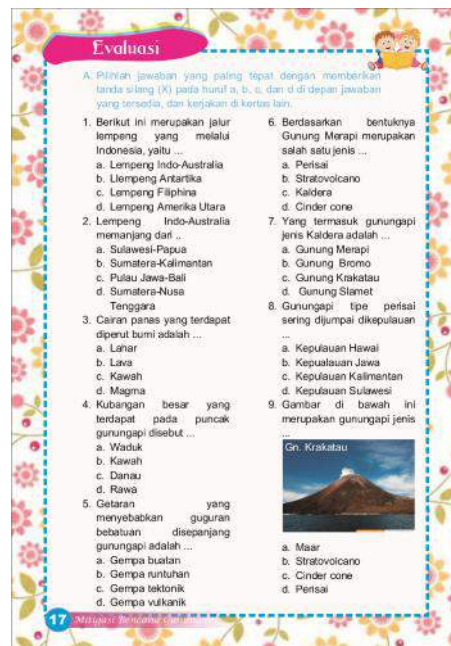 Evaluasi
A. Pilihlah jawaban yang paling tepat dengan memberikan
tanda silang (X) pada huruf a, b, c, dan d di depan jawaban
yang tersedia, dan kerjakan di kertas lain.
1. Berikut ini merupakan jalur
lempeng yang melalui
Indonesia, yaitu ...
a. Lempeng Indo-Australia
b. Llempeng Antartika
c. Lempeng Filiphina
d. Lempeng Amerika Utara
2. Lempeng Indo-Australia
memanjang dari ..
a. Sulawesi-Papua
b. Sumatera-Kalimantan
c. Pulau Jawa-Bali
d. Sumatera-Nusa
Tenggara
3. Cairan panas yang terdapat
diperut bumi adalah ...
a. Lahar
b. Lava
c. Kawah
d. Magma
4. Kubangan besar yang
terdapat pada puncak
gunungapi disebut ...
a. Waduk
b. Kawah
c. Danau
d. Rawa
5. Getaran yang
menyebabkan guguran
bebatuan disepanjang
gunungapi adalah ...
a. Gempa buatan
b. Gempa runtuhan
c. Gempa tektonik
d. Gempa vulkanik
6. Berdasarkan bentuknya
Gunung Merapi merupakan
salah satu jenis ...
a. Perisai
b. Stratovolcano
c. Kaldera
d. Cinder cone
7. Yang termasuk gunungapi
jenis Kaldera adalah ...
a. Gunung Merapi
b. Gunung Bromo
c. Gunung Krakatau
d. Gunung Slamet
8. Gunungapi tipe perisai
sering dijumpai dikepulauan
...
a. Kepulauan Hawai
b. Kepualauan Jawa
c. Kepulauan Kalimantan
d. Kepulauan Sulawesi
9. Gambar di bawah ini
merupakan gunungapi jenis
...
Gn. Krakatau
a. Maar
b. Stratovolcano
c. Cinder cone
d. Perisai
17 Mitigasi Bencana